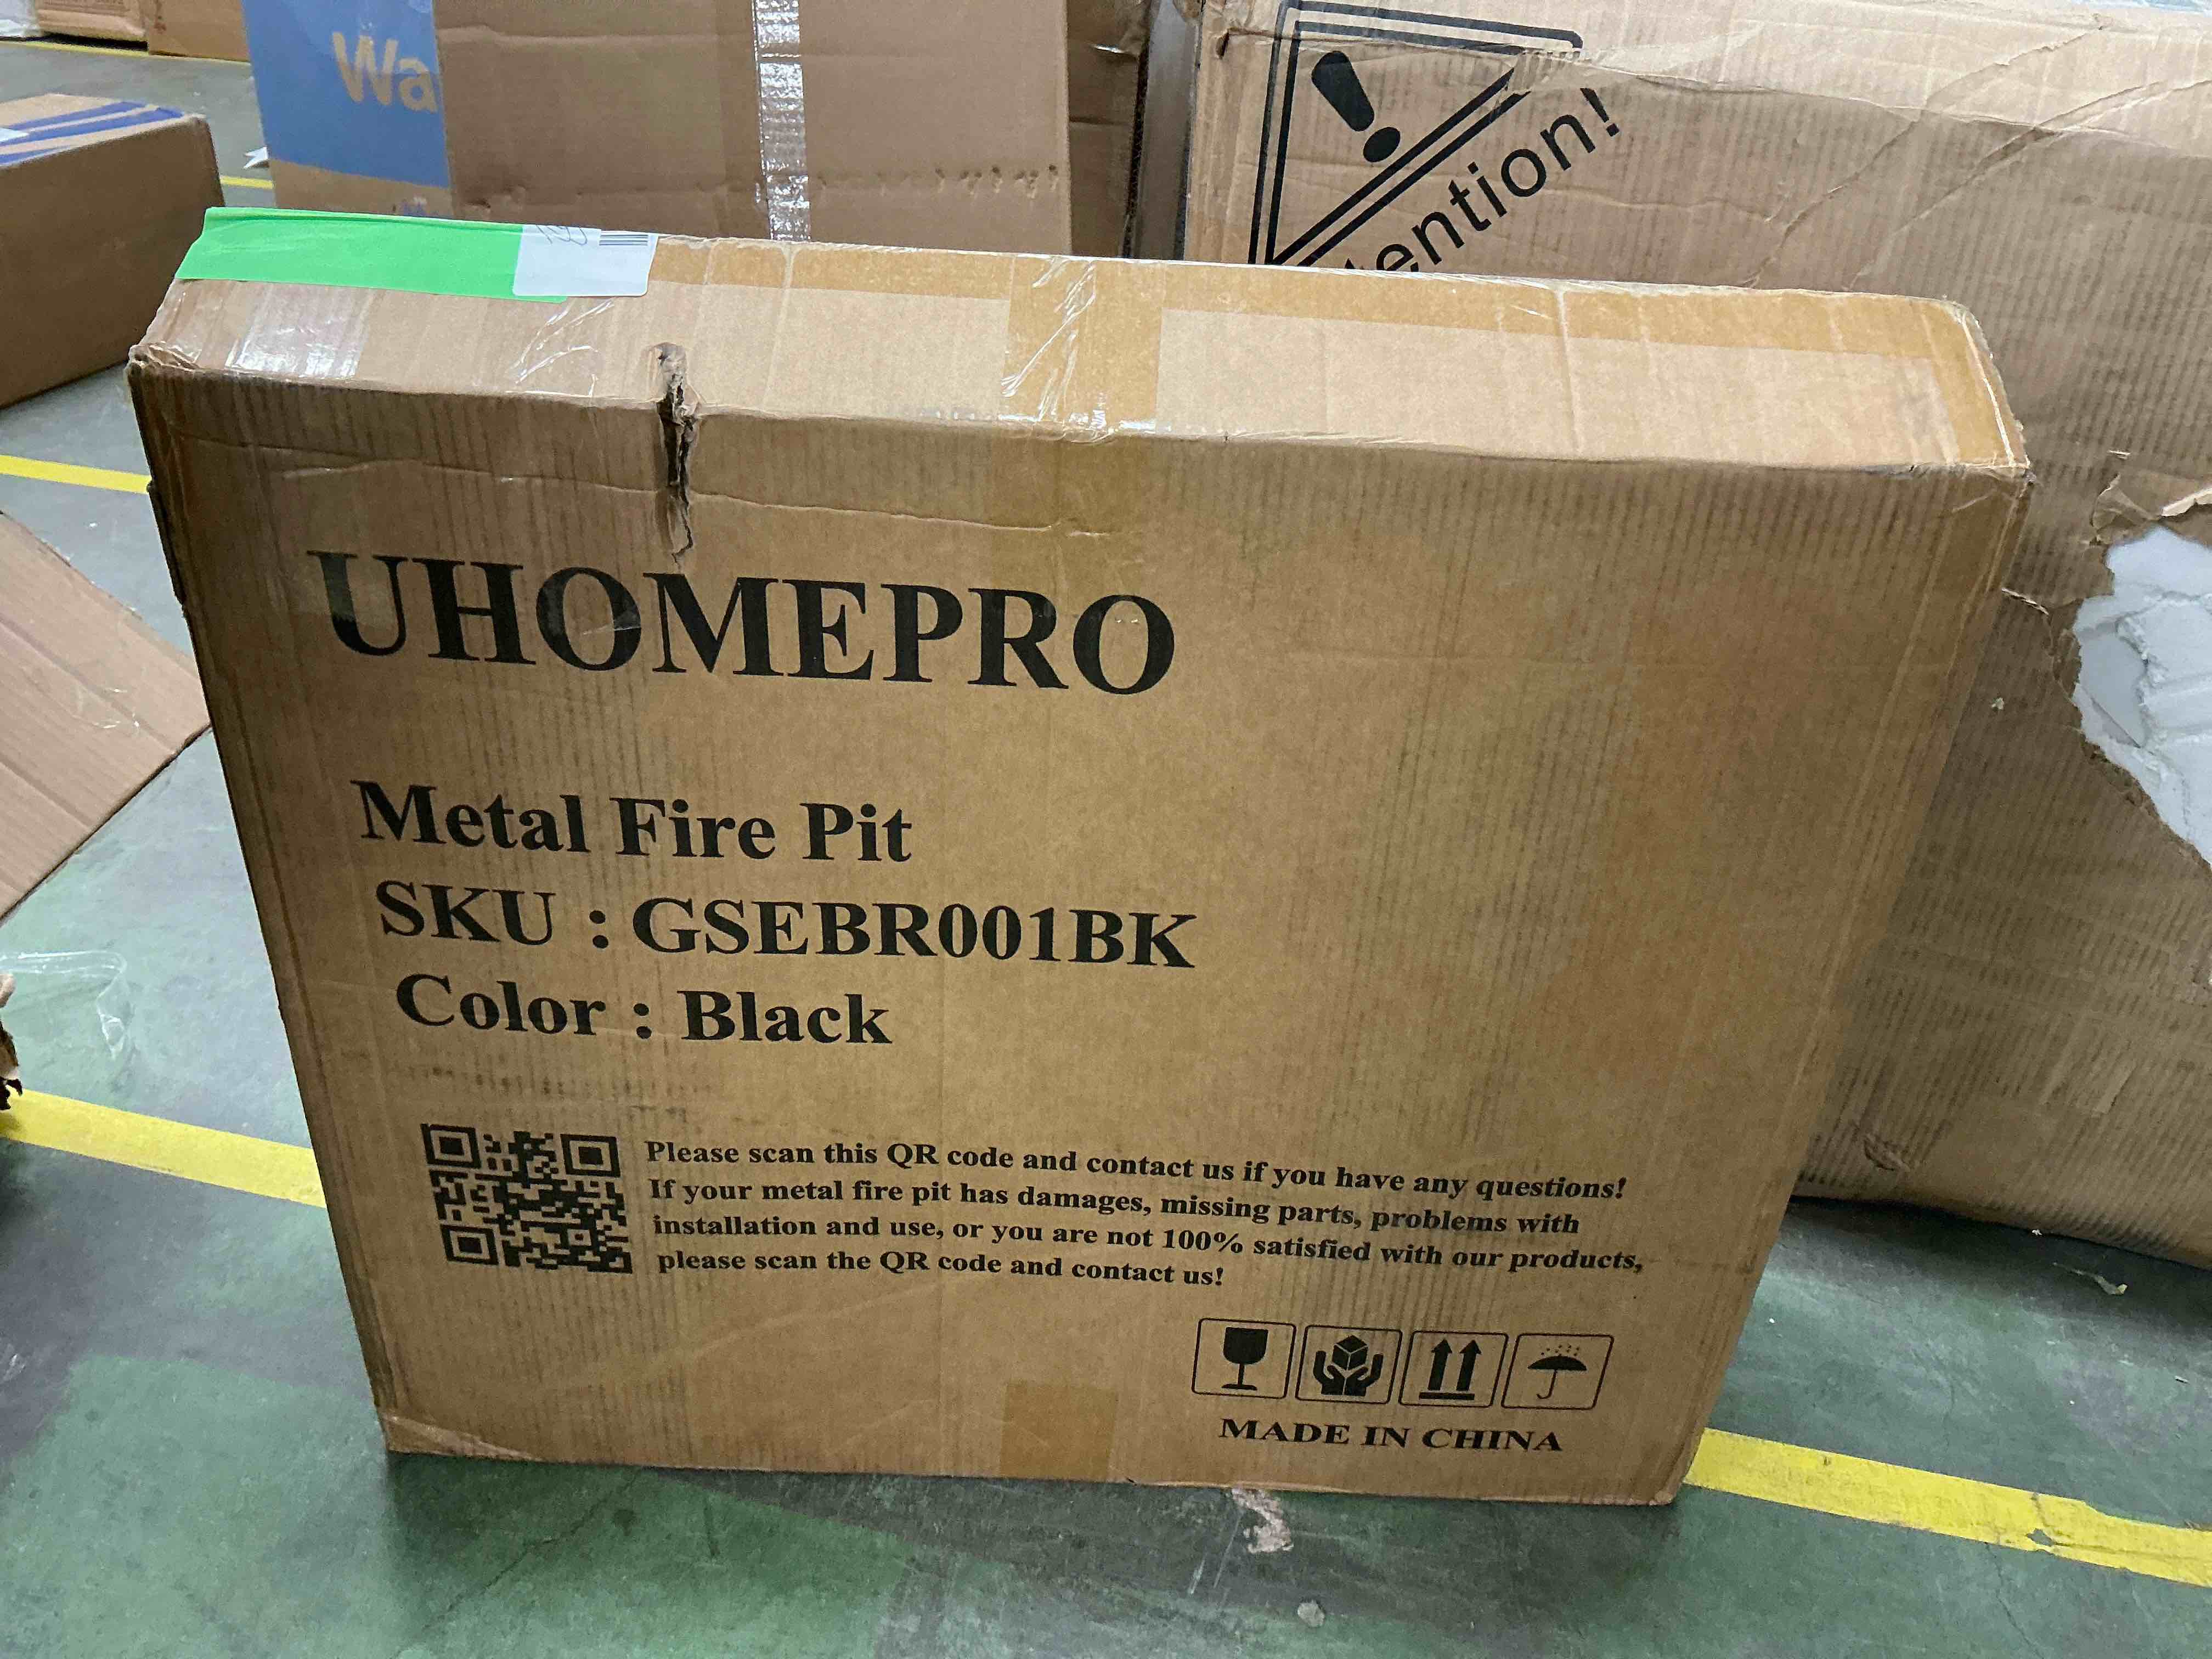 Wa
tention!
UHOMEPRO
Metal Fire Pit
SKU : GSEBR001BK
Color : Black
Please scan this QR code and contact us if you have any questions!
If your metal fire pit has damages, missing parts, problems with
installation and use, or you are not 100% satisfied with our products,
please scan the QR code and contact us!
MADE IN CHINA